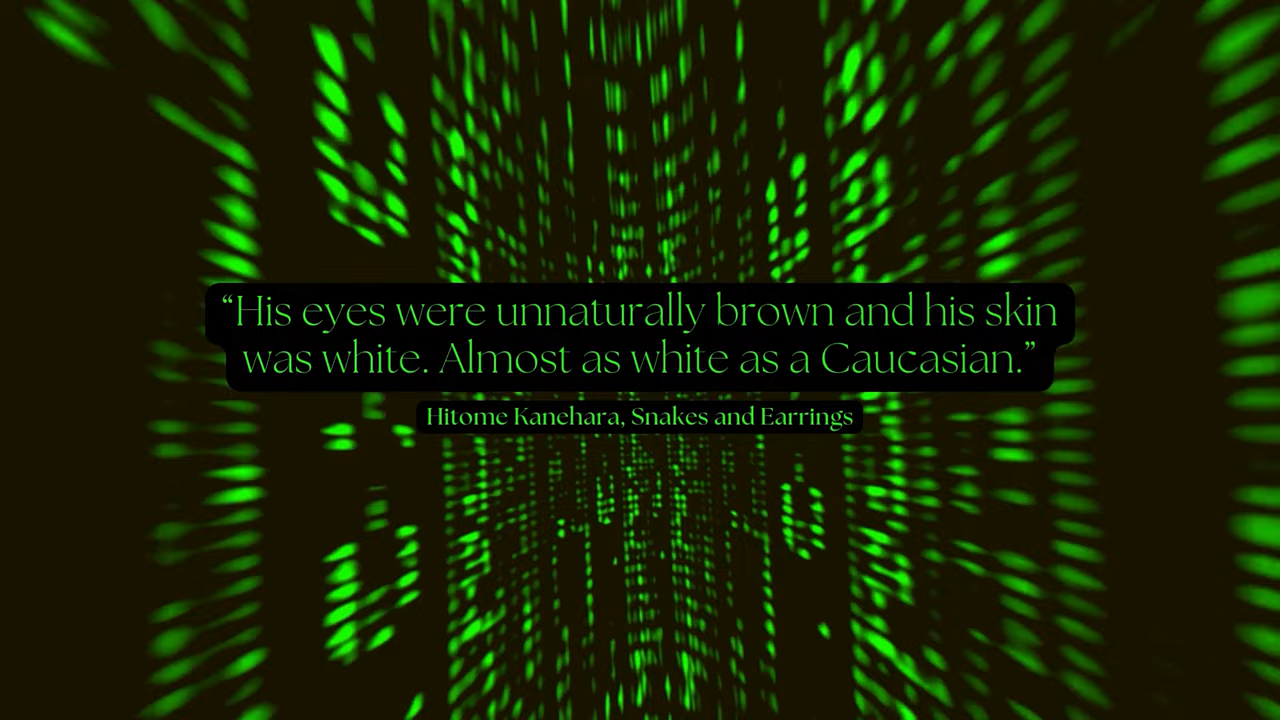 “His eyes were unnaturally brown and his skin
was white. Almost as white as a Caucasian.”
Hitome Kanehara, Snakes and Earrings